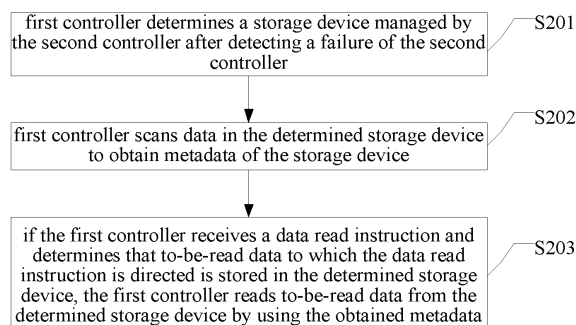 first controller determines a storage device managed by
the second controller after detecting a failure of the second
controller
S201
first controller scans data in the determined storage device
to obtain metadata of the storage device
S202
if the first controller receives a data read instruction and
determines that to-be-read data to which the data read
instruction is directed is stored in the determined storage
device, the first controller reads to-be-read data from the
determined storage device by using the obtained metadata
S203